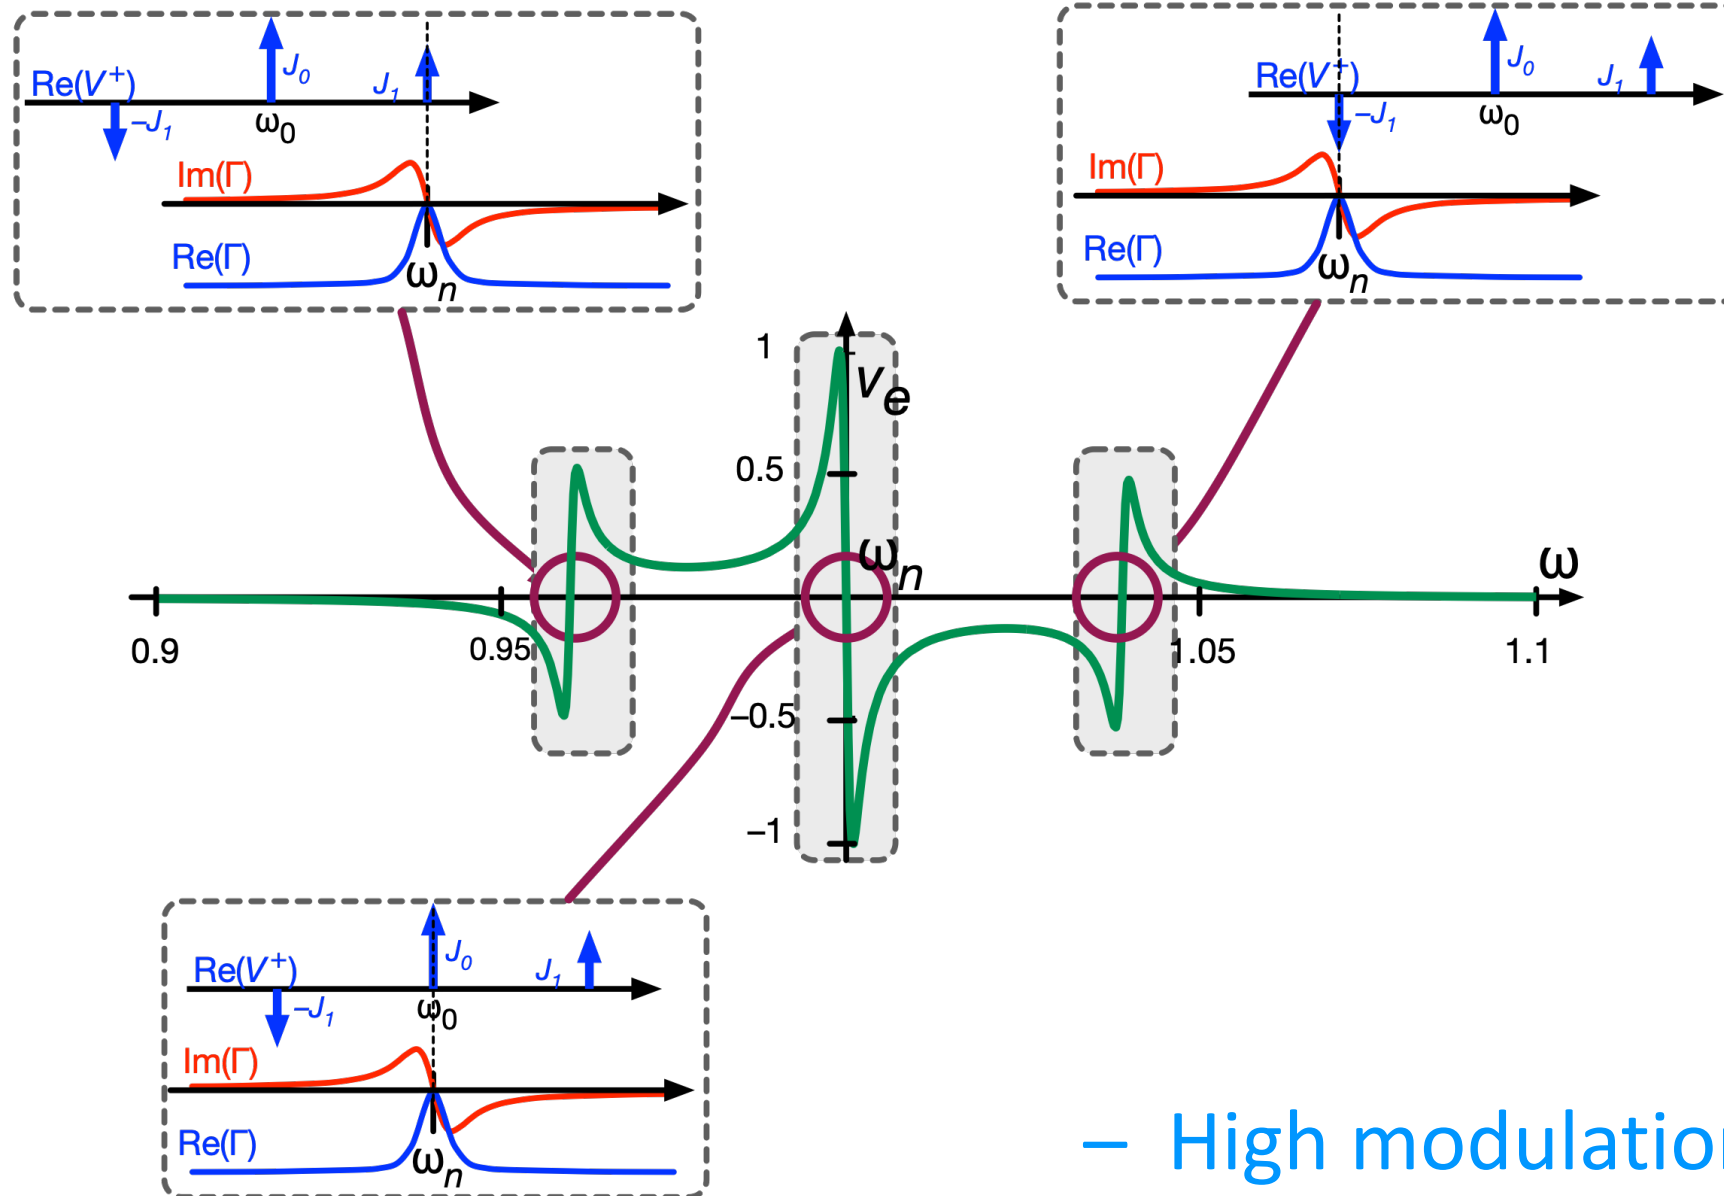 Re(V⁺) J₀ J₁
–J₁ ω₀
Im(Γ)
Re(Γ)
ωₙ
Re(V⁺) J₀ J₁
–J₁ ω₀
Im(Γ)
Re(Γ)
ωₙ
1
vₑ
0.5
ωₙ
ω
0.9 0.95 1.05 1.1
–0.5
–1
Re(V⁺) J₀ J₁
–J₁ ω₀
Im(Γ)
Re(Γ)
ωₙ
– High modulation